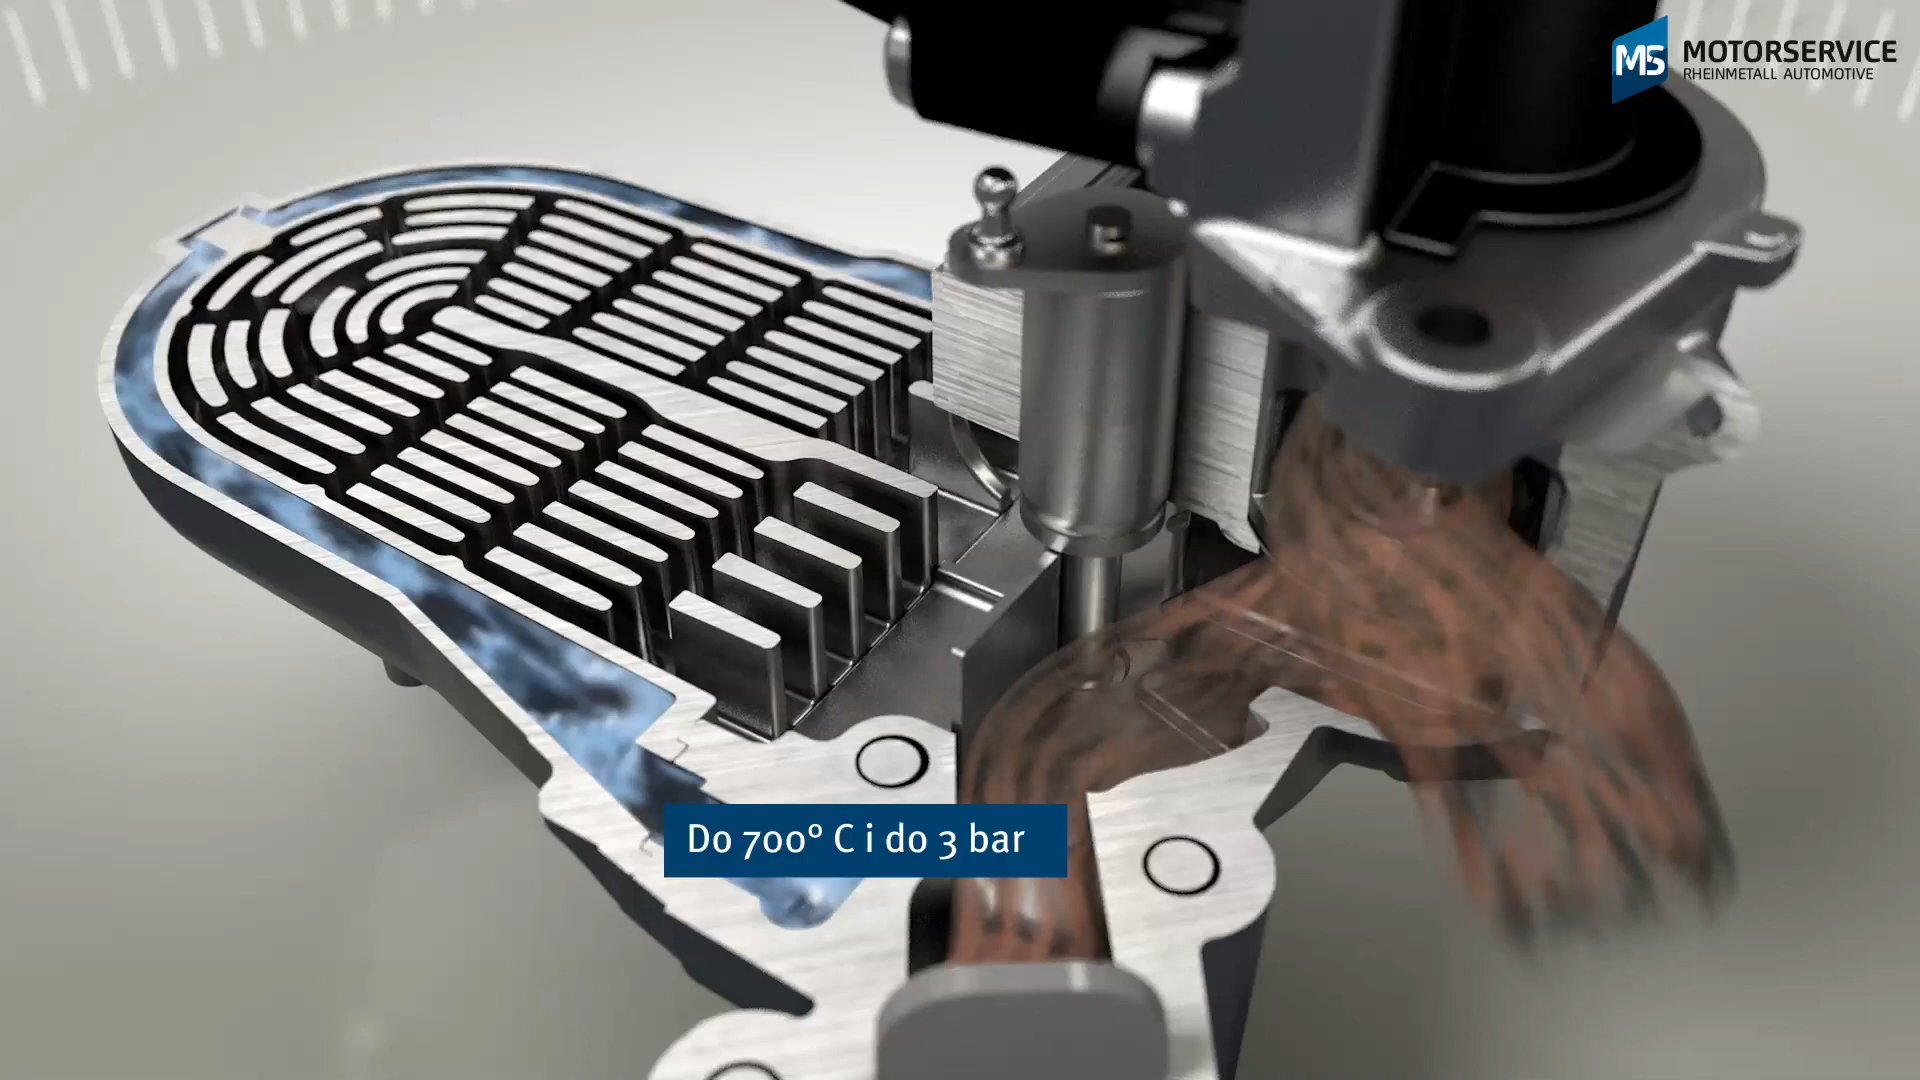 MS MOTORSERVICE
RHEINMETALL AUTOMOTIVE
Do 700° C i do 3 bar